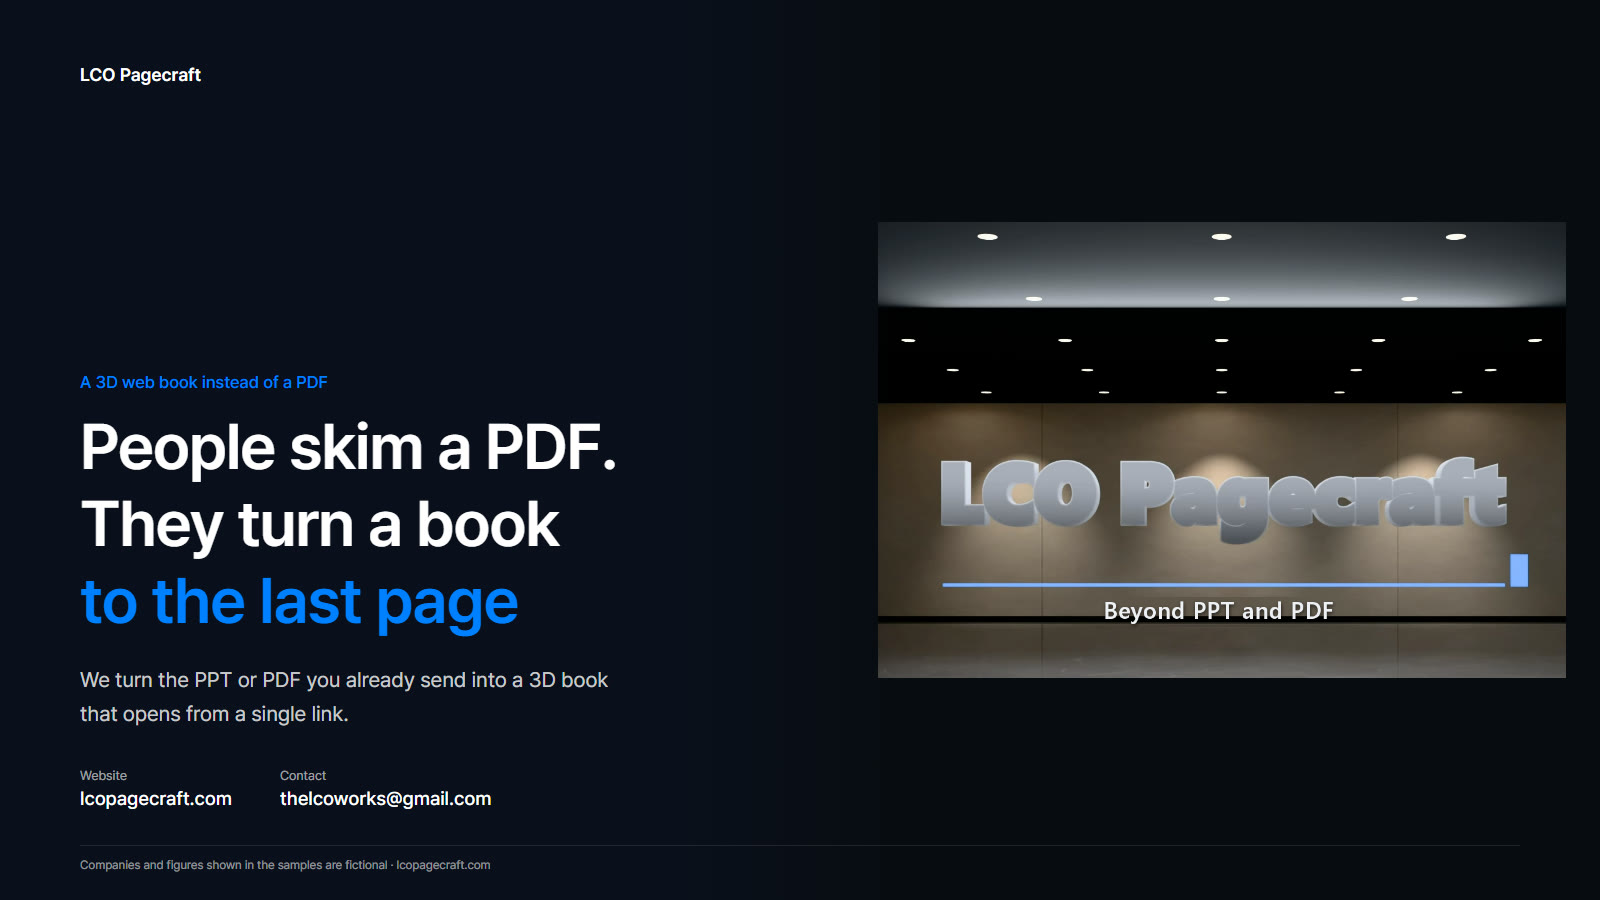 LCO Pagecraft
A 3D web book instead of a PDF
People skim a PDF.
They turn a book
to the last page
We turn the PPT or PDF you already send into a 3D book
that opens from a single link.
Website
lcopagecraft.com
Contact
thelcoworks@gmail.com
Companies and figures shown in the samples are fictional · lcopagecraft.com
LCO Pagecraft
Beyond PPT and PDF